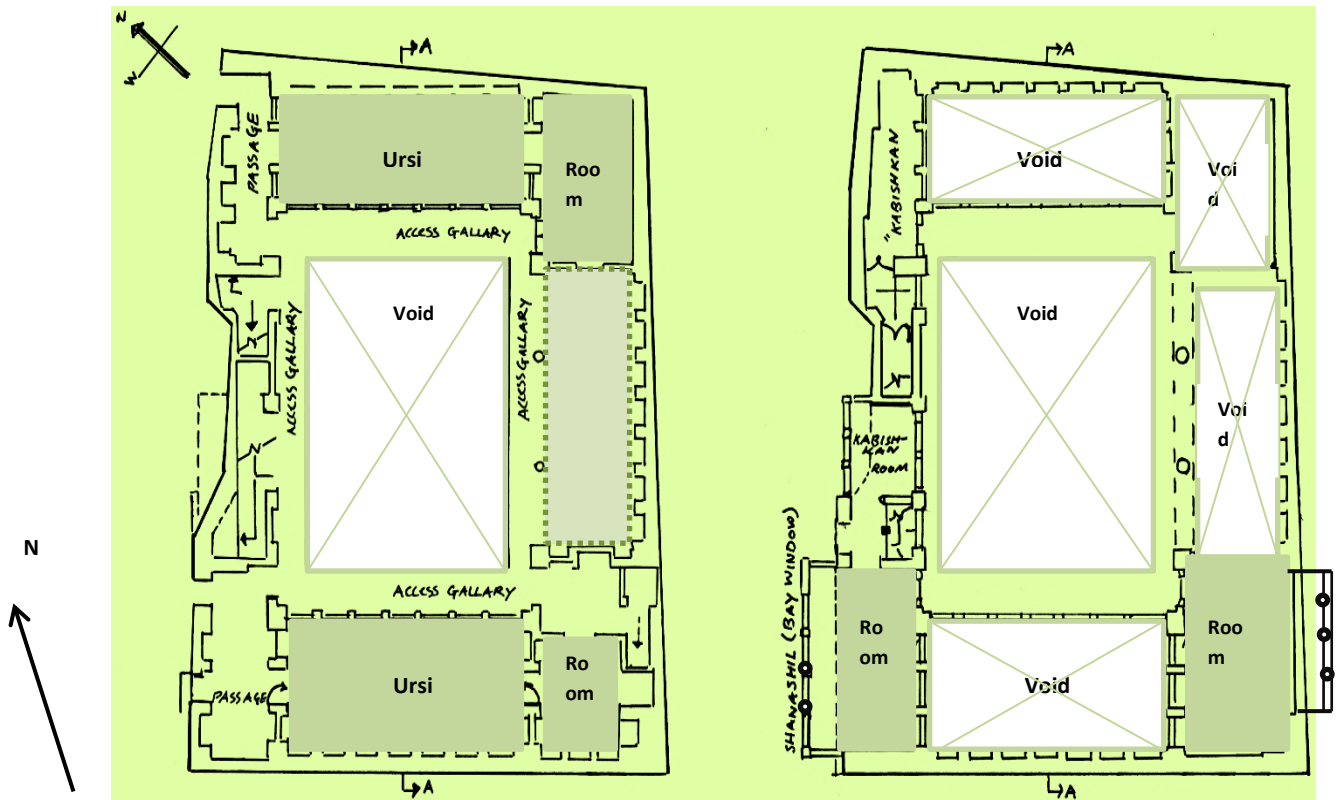 N
W
A
PASSAGE
Ursi
Roo
m
ACCESS GALLARY
ACCESS GALLARY
Void
ACCESS GALLARY
ACCESS GALLARY
Ursi
Ro
om
PASSAGE
A
N
A
"KABISHKAN
Void
Voi
d
Void
Voi
d
KABISH-
KAN
ROOM
SHANASHIL (BAY WINDOW)
Ro
om
Void
Roo
m
A